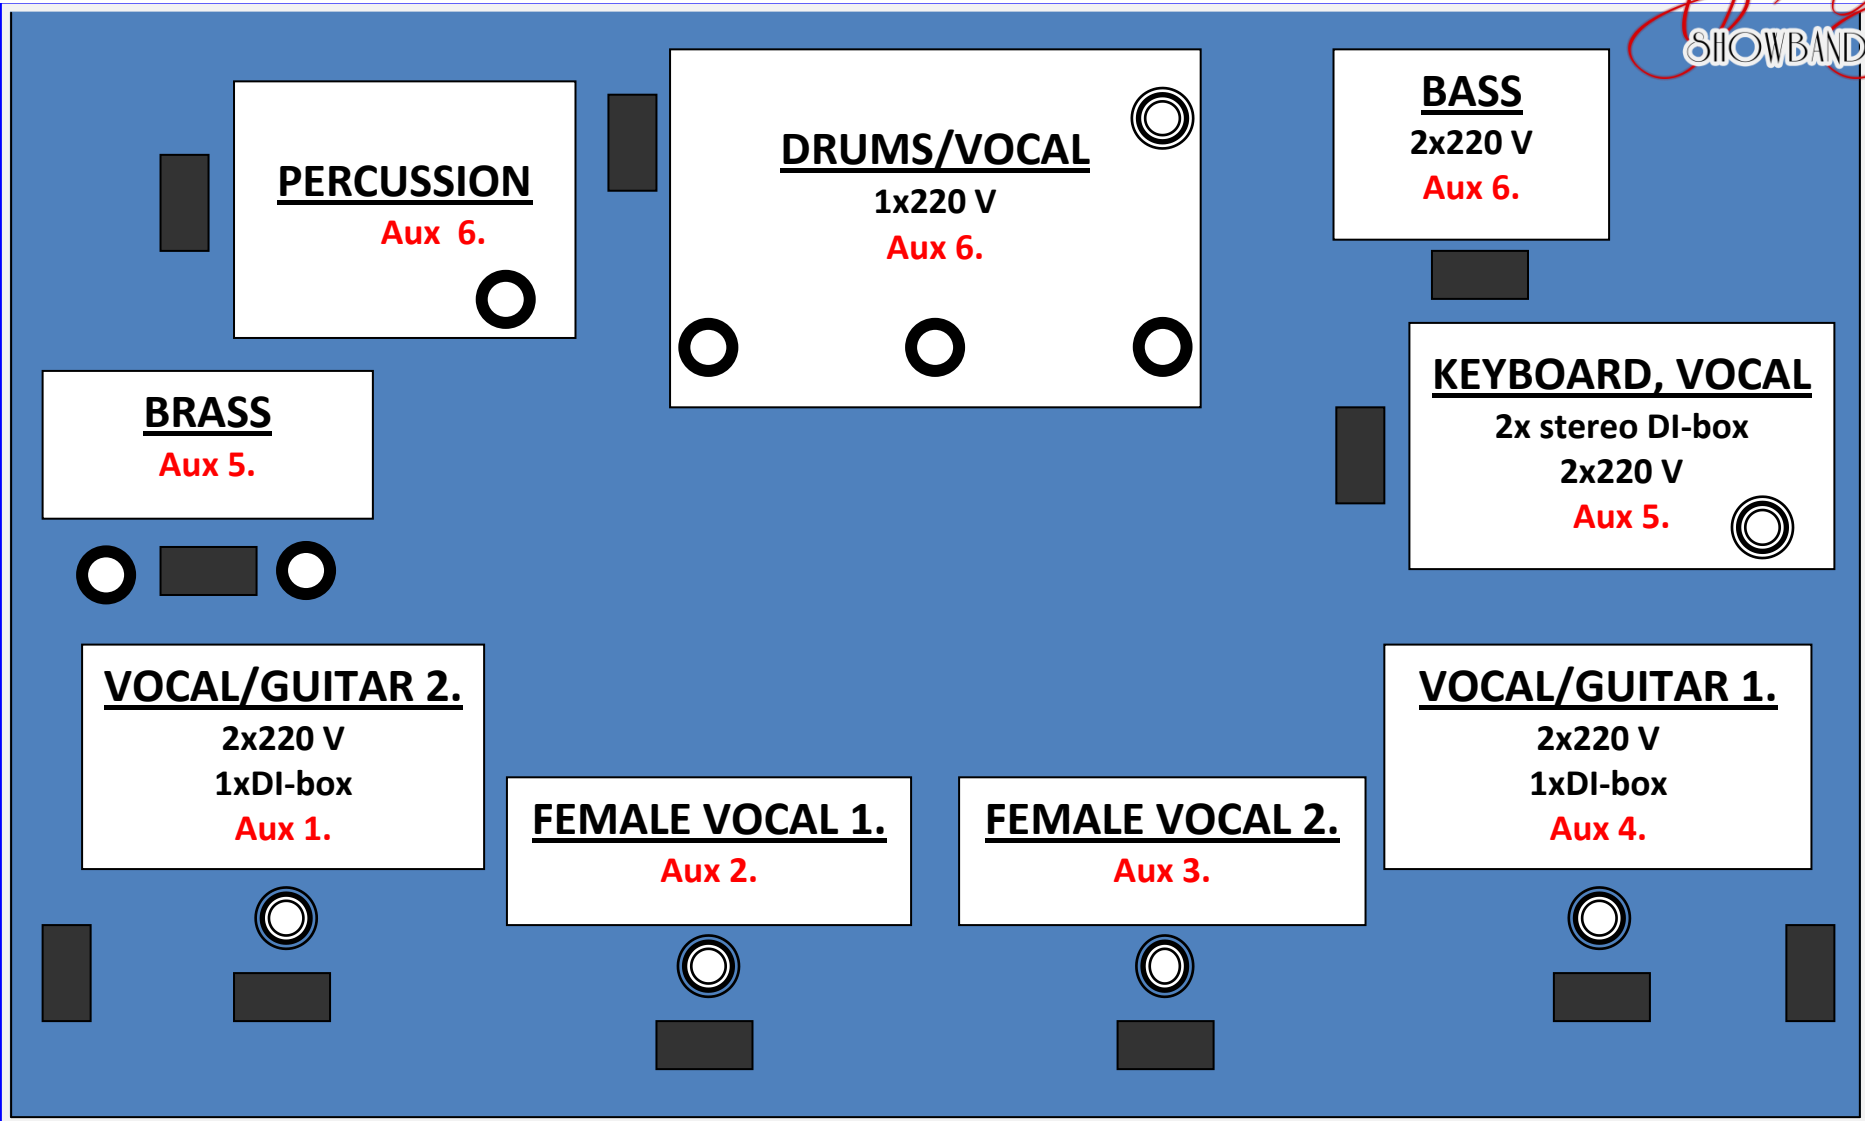 SHOWBAND
PERCUSSION
Aux 6.
DRUMS/VOCAL
1x220 V
Aux 6.
BASS
2x220 V
Aux 6.
BRASS
Aux 5.
KEYBOARD, VOCAL
2x stereo DI-box
2x220 V
Aux 5.
VOCAL/GUITAR 2.
2x220 V
1xDI-box
Aux 1.
FEMALE VOCAL 1.
Aux 2.
FEMALE VOCAL 2.
Aux 3.
VOCAL/GUITAR 1.
2x220 V
1xDI-box
Aux 4.